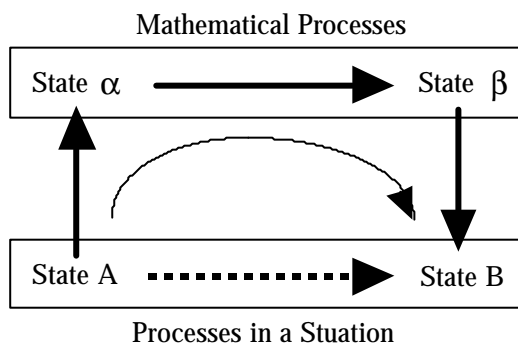 Mathematical Processes
State α State β
State A State B
Processes in a Stuation